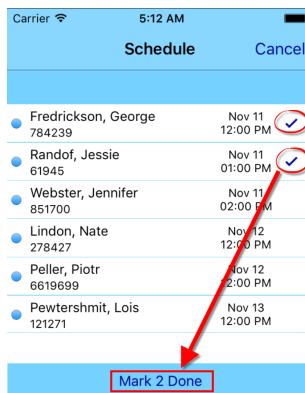 Carrier 5:12 AM
Schedule Cancel
Fredrickson, George Nov 11
784239 12:00 PM
Randof, Jessie Nov 11
61945 01:00 PM
Webster, Jennifer Nov 11
851700 02:00 PM
Lindon, Nate Nov 12
278427 12:00 PM
Peller, Piotr Nov 12
6619699 12:00 PM
Pewtershmit, Lois Nov 13
121271 12:00 PM
Mark 2 Done